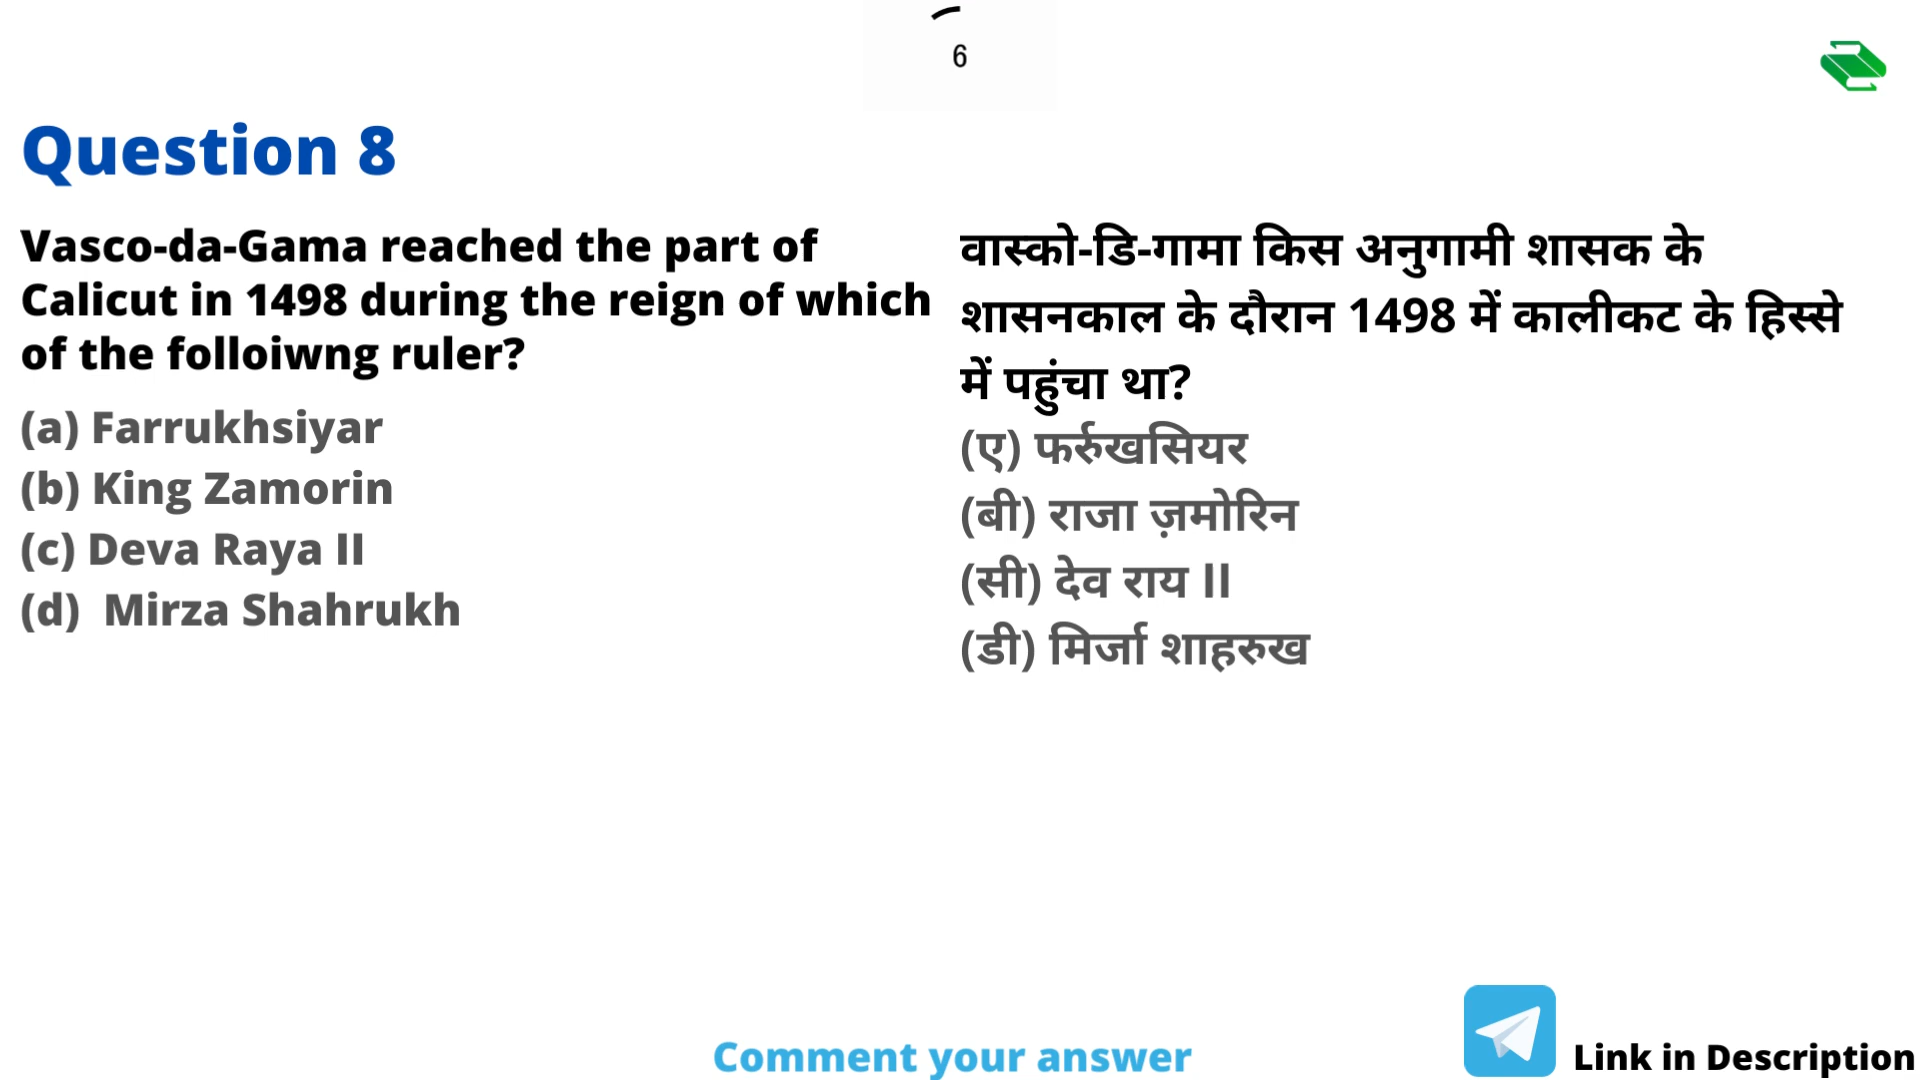 6
Question 8
Vasco-da-Gama reached the part of
Calicut in 1498 during the reign of which
of the folloiwng ruler?
(a) Farrukhsiyar
(b) King Zamorin
(c) Deva Raya II
(d) Mirza Shahrukh
वास्को-डि-गामा किस अनुगामी शासक के
शासनकाल के दौरान 1498 में कालीकट के हिस्से
में पहुंचा था?
(ए) फर्रुखसियर
(बी) राजा ज़मोरिन
(सी) देव राय II
(डी) मिर्जा शाहरुख
Comment your answer
Link in Description